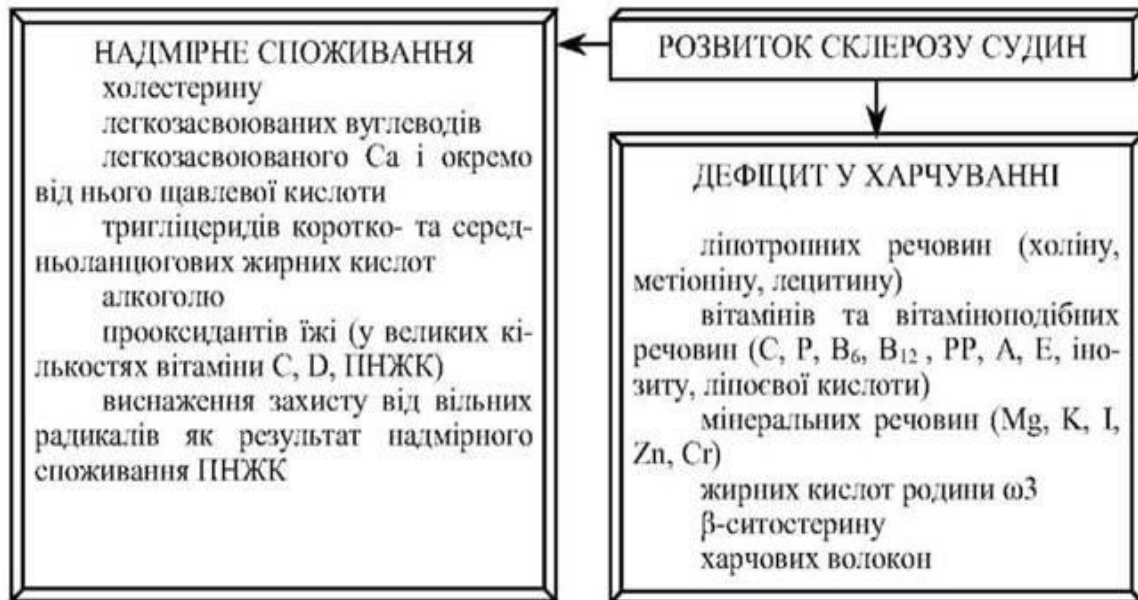 НАДМІРНЕ СПОЖИВАННЯ
холестерину
легкозасвоюваних вуглеводів
легкозасвоюваного Са і окремо
від нього щавлевої кислоти
тригліцеридів коротко- та серед-
ньоланцюгових жирних кислот
алкоголю
прооксидантів їжі (у великих кі-
лькостях вітаміни С, D, ПНЖК)
виснаження захисту від вільних
радикалів як результат надмірного
споживання ПНЖК
РОЗВИТОК СКЛЕРОЗУ СУДИН
ДЕФІЦИТ У ХАРЧУВАННІ
ліпотропних речовин (холіну,
метіоніну, лецитину)
вітамінів та вітаміноподібних
речовин (С, Р, В₆, В₁₂ , РР, А, Е, іно-
зиту, ліпоєвої кислоти)
мінеральних речовин (Mg, K, I,
Zn, Cr)
жирних кислот родини ω3
β-ситостерину
харчових волокон